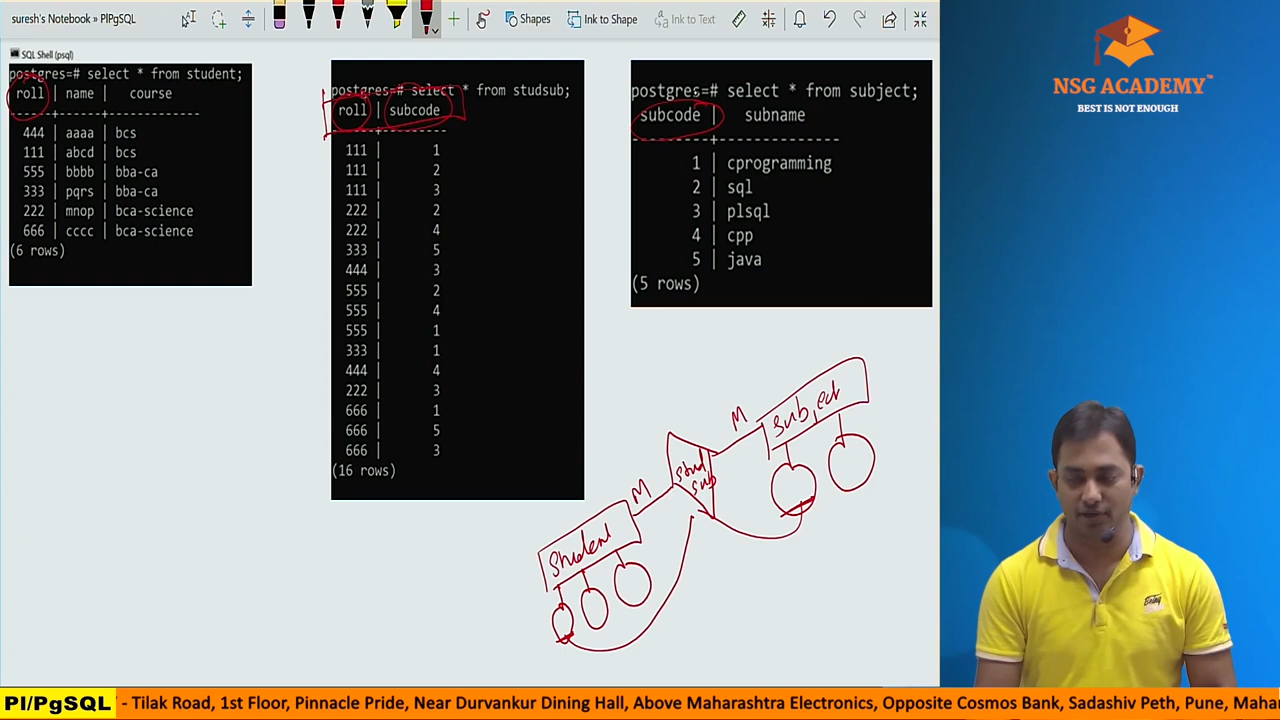 suresh's Notebook » PlPgSQL
Shapes
Ink to Shape
Ink to Text
SQL Shell (psql)
postgres=# select * from student;
roll | name | course
444 | aaaa | bcs
111 | abcd | bcs
555 | bbbb | bba-ca
333 | pqrs | bba-ca
222 | mnop | bca-science
666 | cccc | bca-science
(6 rows)
postgres=# select * from studsub;
roll | subcode
111 | 1
111 | 2
111 | 3
222 | 2
222 | 4
333 | 5
444 | 3
555 | 2
555 | 4
555 | 1
333 | 1
444 | 4
222 | 3
666 | 1
666 | 5
666 | 3
(16 rows)
postgres=# select * from subject;
subcode | subname
1 | cprogramming
2 | sql
3 | plsql
4 | cpp
5 | java
(5 rows)
Subject
M
Stud
Sub
M
Student
NSG ACADEMY™
BEST IS NOT ENOUGH
Being
Pl/PgSQL - Tilak Road, 1st Floor, Pinnacle Pride, Near Durvankur Dining Hall, Above Maharashtra Electronics, Opposite Cosmos Bank, Sadashiv Peth, Pune, Mahar